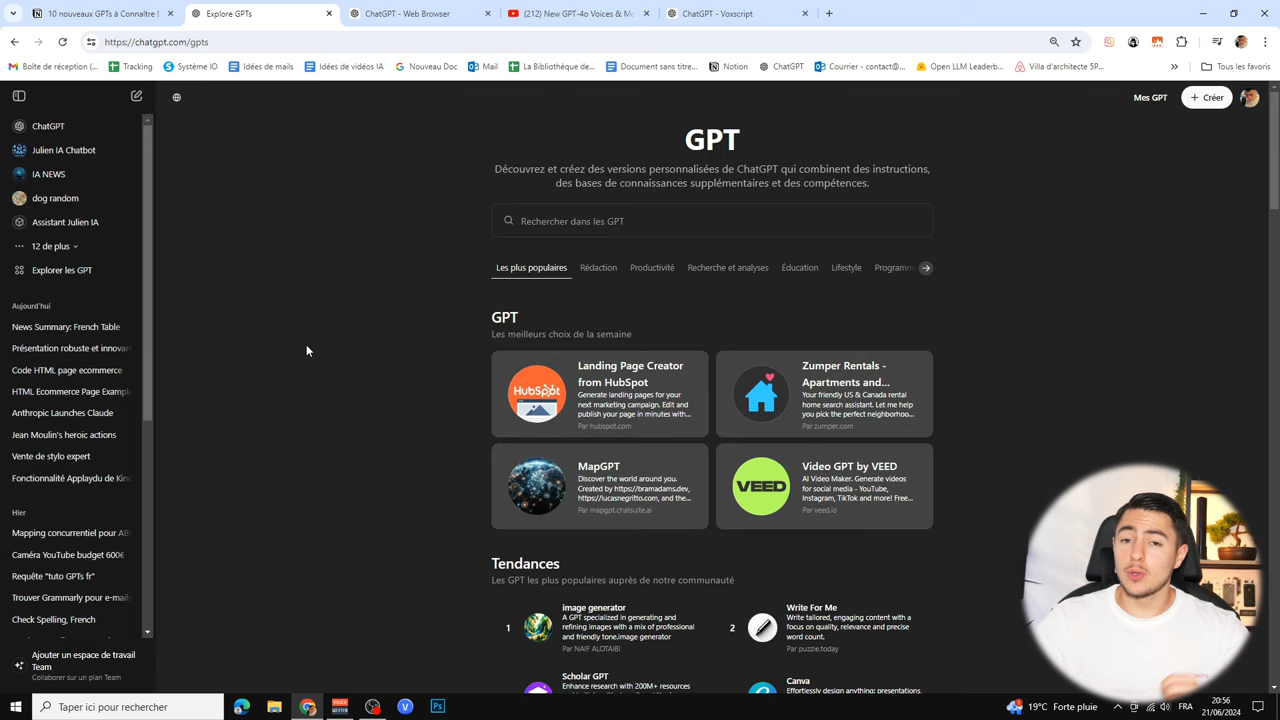 10 nouveaux GPTs à Connaître !
Explore GPTs
ChatGPT - Web Browser
(212) New GPT-4o Voices & Mo
ChatGPT - Voxscript
https://chatgpt.com/gpts
Boîte de réception (...
Tracking
Système IO
Idées de mails
Idées de vidéos IA
Nouveau Doc
Mail
La Bibliothèque de...
Document sans titre...
Notion
ChatGPT
Courrier - contact@...
Open LLM Leaderb...
Villa d'architecte 5P...
Tous les favoris
Mes GPT
Créer
ChatGPT
Julien IA Chatbot
IA NEWS
dog random
Assistant Julien IA
12 de plus
Explorer les GPT
Aujourd'hui
News Summary: French Table
Présentation robuste et innovan
Code HTML page ecommerce
HTML Ecommerce Page Example
Anthropic Launches Claude
Jean Moulin's heroic actions
Vente de stylo expert
Fonctionnalité Applaydu de Kind
Hier
Mapping concurrentiel pour AB
Caméra YouTube budget 600€
Requête "tuto GPTs fr"
Trouver Grammarly pour e-mails
Check Spelling, French
Ajouter un espace de travail
Team
Collaborer sur un plan Team
GPT
Découvrez et créez des versions personnalisées de ChatGPT qui combinent des instructions,
des bases de connaissances supplémentaires et des compétences.
Rechercher dans les GPT
Les plus populaires
Rédaction
Productivité
Recherche et analyses
Éducation
Lifestyle
Programm
GPT
Les meilleurs choix de la semaine
HubSpot
Landing Page Creator
from HubSpot
Generate landing pages for your
next marketing campaign. Edit and
publish your page in minutes with...
Par hubspot.com
Zumper Rentals -
Apartments and...
Your friendly US & Canada rental
home search assistant. Let me help
you pick the perfect neighborhoo...
Par zumper.com
MapGPT
Discover the world around you.
Created by https://bramadams.dev,
https://lucasnegritto.com, and the...
Par mapgpt.chatsuite.ai
VEED
Video GPT by VEED
AI Video Maker. Generate videos
for social media - YouTube,
Instagram, TikTok and more! Free...
Par veed.io
Tendances
Les GPT les plus populaires auprès de notre communauté
1
image generator
A GPT specialized in generating and
refining images with a mix of professional
and friendly tone.image generator
Par NAIF ALOTAIBI
2
Write For Me
Write tailored, engaging content with a
focus on quality, relevance and precise
word count.
Par puzzle.today
Scholar GPT
Enhance research with 200M+ resources
Canva
Effortlessly design anything: presentations,
Taper ici pour rechercher
19°C Forte pluie
FRA
20:56
21/06/2024